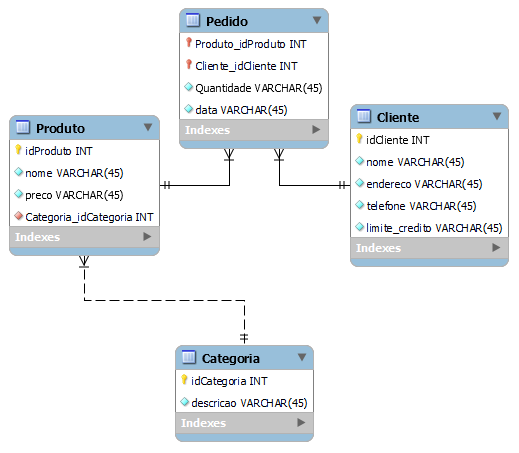 Pedido
Produto_idProduto INT
Cliente_idCliente INT
Quantidade VARCHAR(45)
data VARCHAR(45)
Indexes
Produto
idProduto INT
nome VARCHAR(45)
preco VARCHAR(45)
Categoria_idCategoria INT
Indexes
Cliente
idCliente INT
nome VARCHAR(45)
endereco VARCHAR(45)
telefone VARCHAR(45)
limite_credito VARCHAR(45)
Indexes
Categoria
idCategoria INT
descricao VARCHAR(45)
Indexes